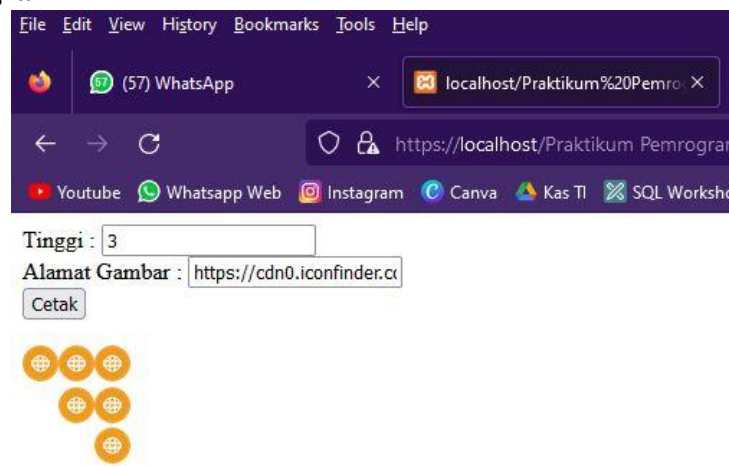 File Edit View History Bookmarks Tools Help
57 (57) WhatsApp × localhost/Praktikum%20Pemro ×
https://localhost/Praktikum Pemrogra
Youtube Whatsapp Web Instagram Canva Kas TI SQL Worksho
Tinggi : 3
Alamat Gambar : https://cdn0.iconfinder.co
Cetak